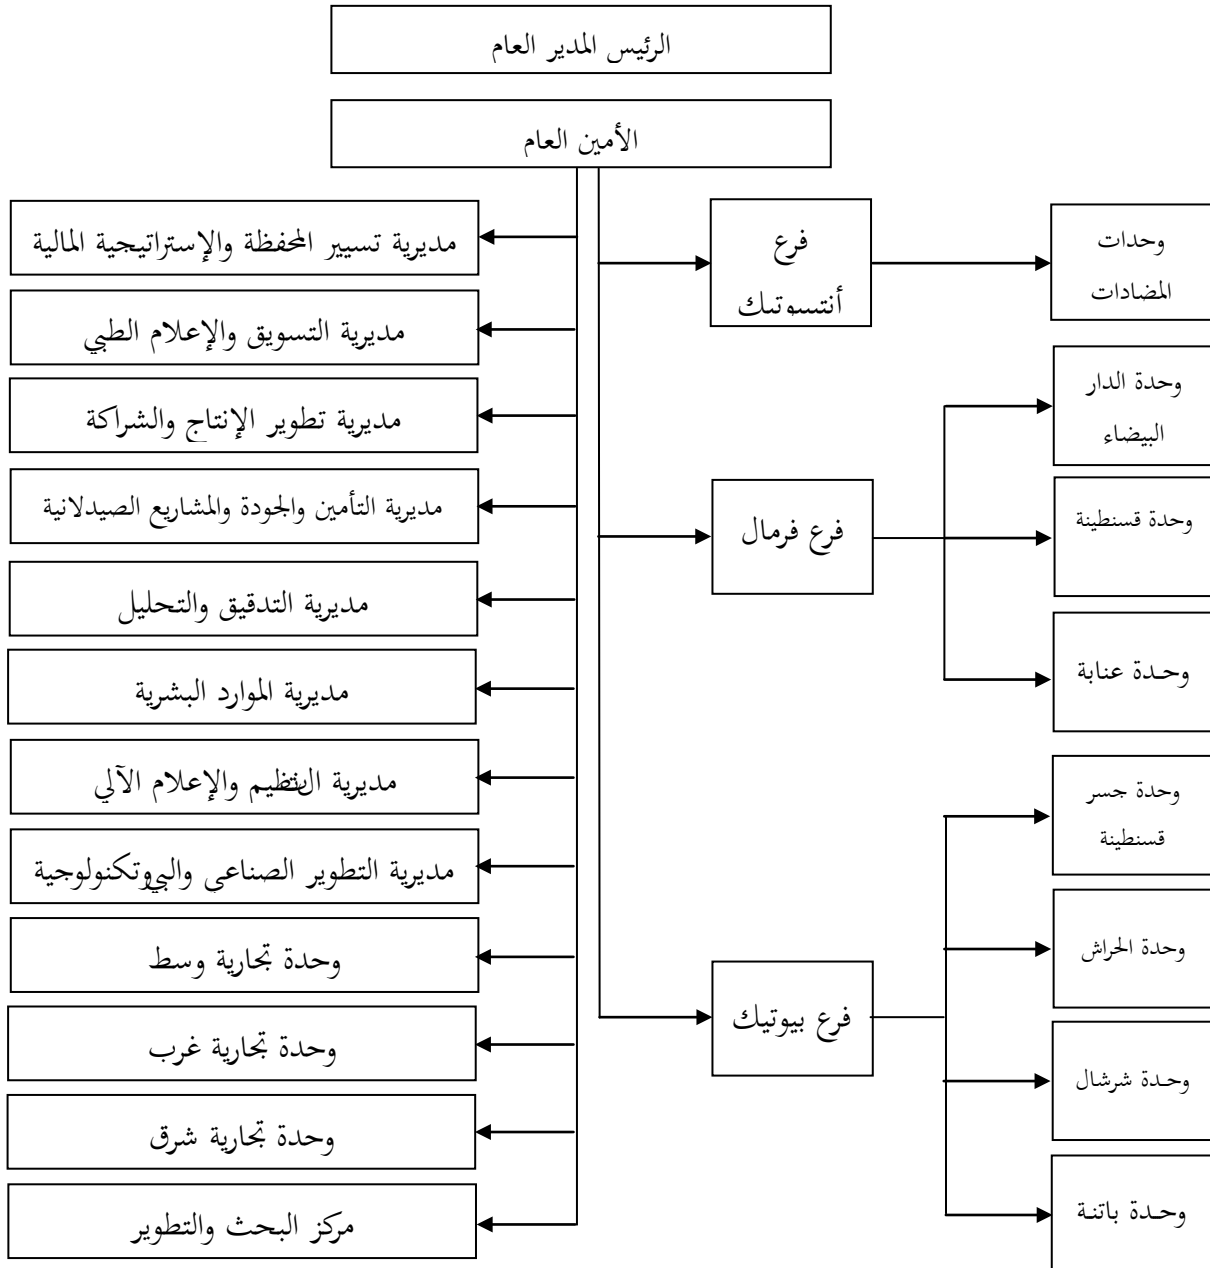 الرئيس المدير العام
الأمين العام
وحدات
المضادات
فرع
أنتسوتيك
مديرية تسيير المحفظة والإستراتيجية المالية
مديرية التسويق والإعلام الطبي
وحدة الدار
البيضاء
مديرية تطوير الإنتاج والشراكة
وحدة قسنطينة
فرع فرمال
مديرية التأمين والجودة والمشاريع الصيدلانية
مديرية التدقيق والتحليل
وحدة عنابة
مديرية الموارد البشرية
وحدة جسر
قسنطينة
مديرية التنظيم والإعلام الآلي
مديرية التطوير الصناعي والبيوتكنولوجية
وحدة الحراش
وحدة تجارية وسط
فرع بيوتيك
وحدة تجارية غرب
وحدة شرشال
وحدة تجارية شرق
وحدة باتنة
مركز البحث والتطوير